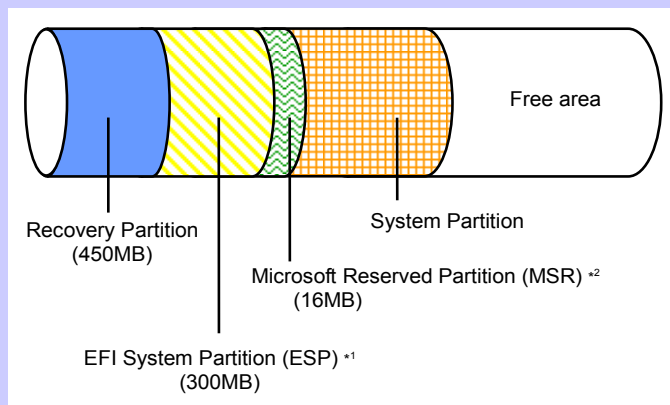 Free area
System Partition
Recovery Partition
(450MB)
Microsoft Reserved Partition (MSR) *2
(16MB)
EFI System Partition (ESP) *1
(300MB)